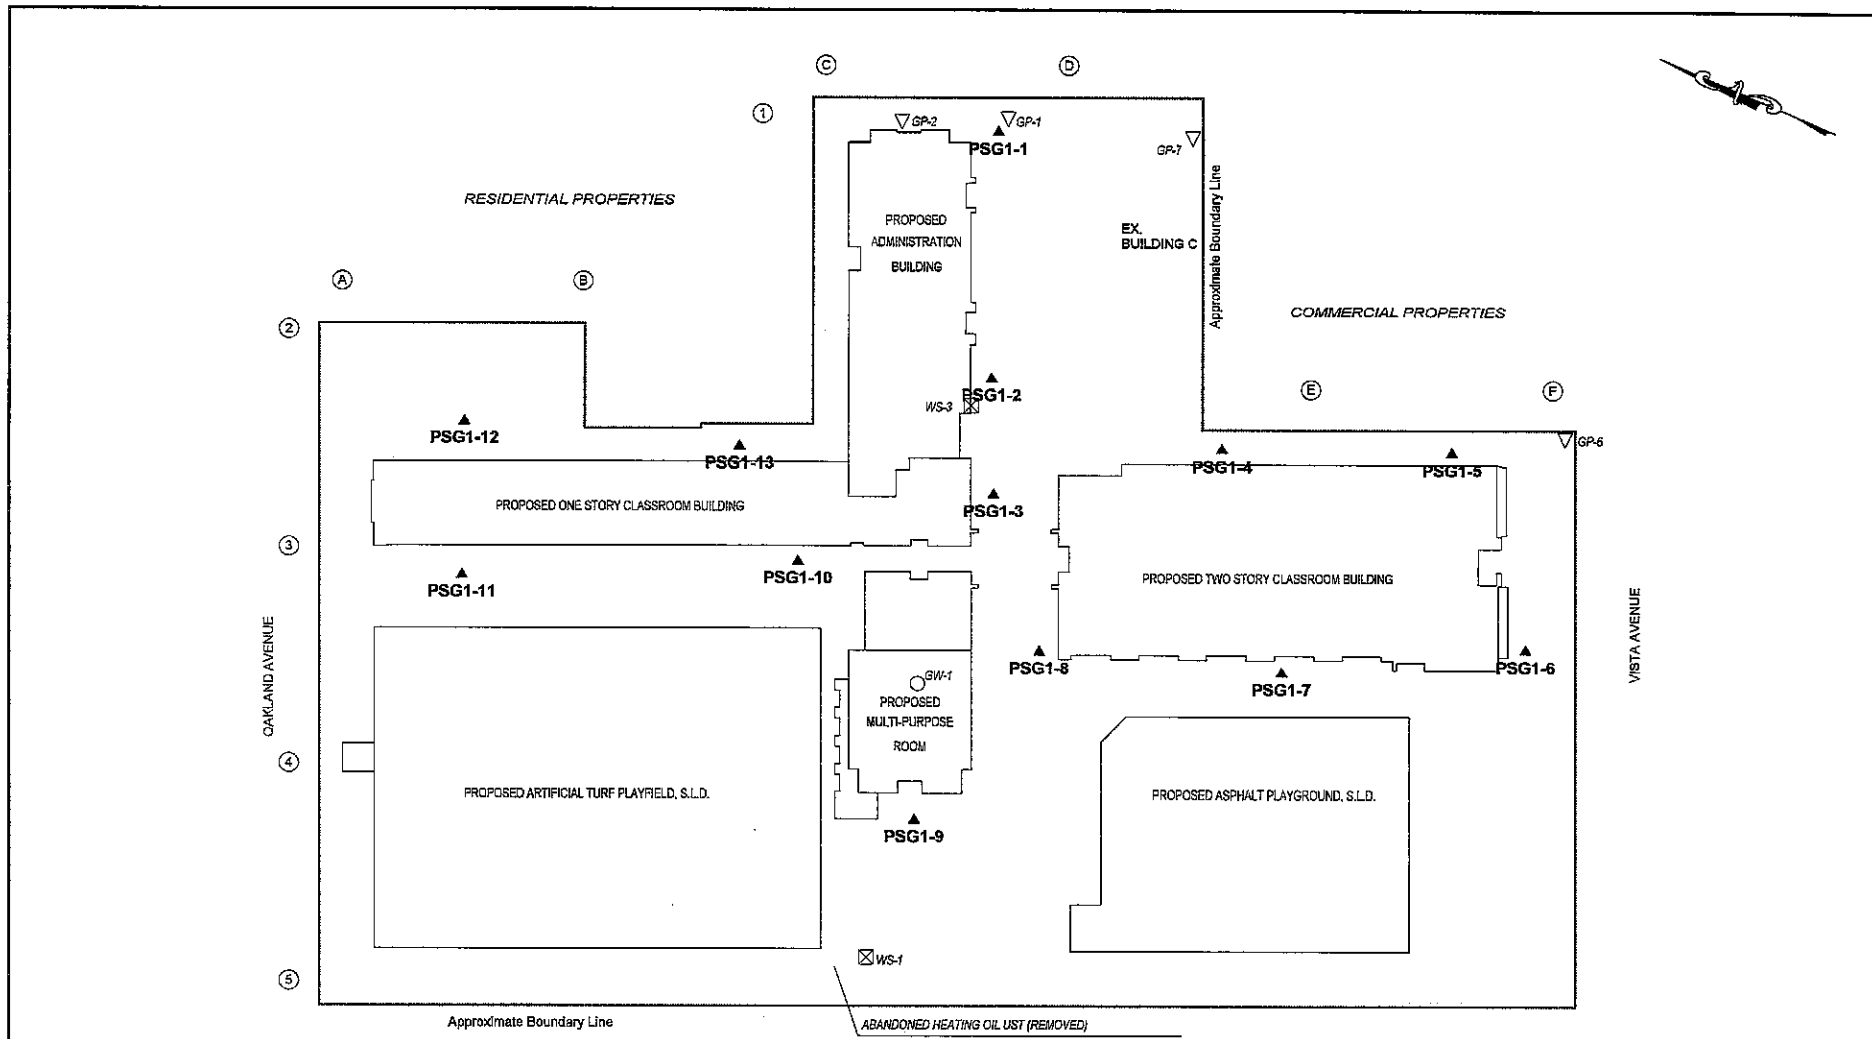 C
D
1
GP-2
GP-1
PSG1-1
GP-7
RESIDENTIAL PROPERTIES
PROPOSED
ADMINISTRATION
BUILDING
EX.
BUILDING C
Approximate Boundary Line
COMMERCIAL PROPERTIES
A
B
2
E
F
PSG1-2
WS-3
PSG1-12
PSG1-13
PSG1-4
PSG1-5
GP-6
PROPOSED ONE STORY CLASSROOM BUILDING
PSG1-3
3
PSG1-10
PSG1-11
PROPOSED TWO STORY CLASSROOM BUILDING
OAKLAND AVENUE
VISTA AVENUE
PSG1-8
PSG1-7
PSG1-6
GW-1
PROPOSED
MULTI-PURPOSE
ROOM
4
PROPOSED ARTIFICIAL TURF PLAYFIELD, S.L.D.
PROPOSED ASPHALT PLAYGROUND, S.L.D.
PSG1-9
WS-1
5
Approximate Boundary Line
ABANDONED HEATING OIL UST (REMOVED)